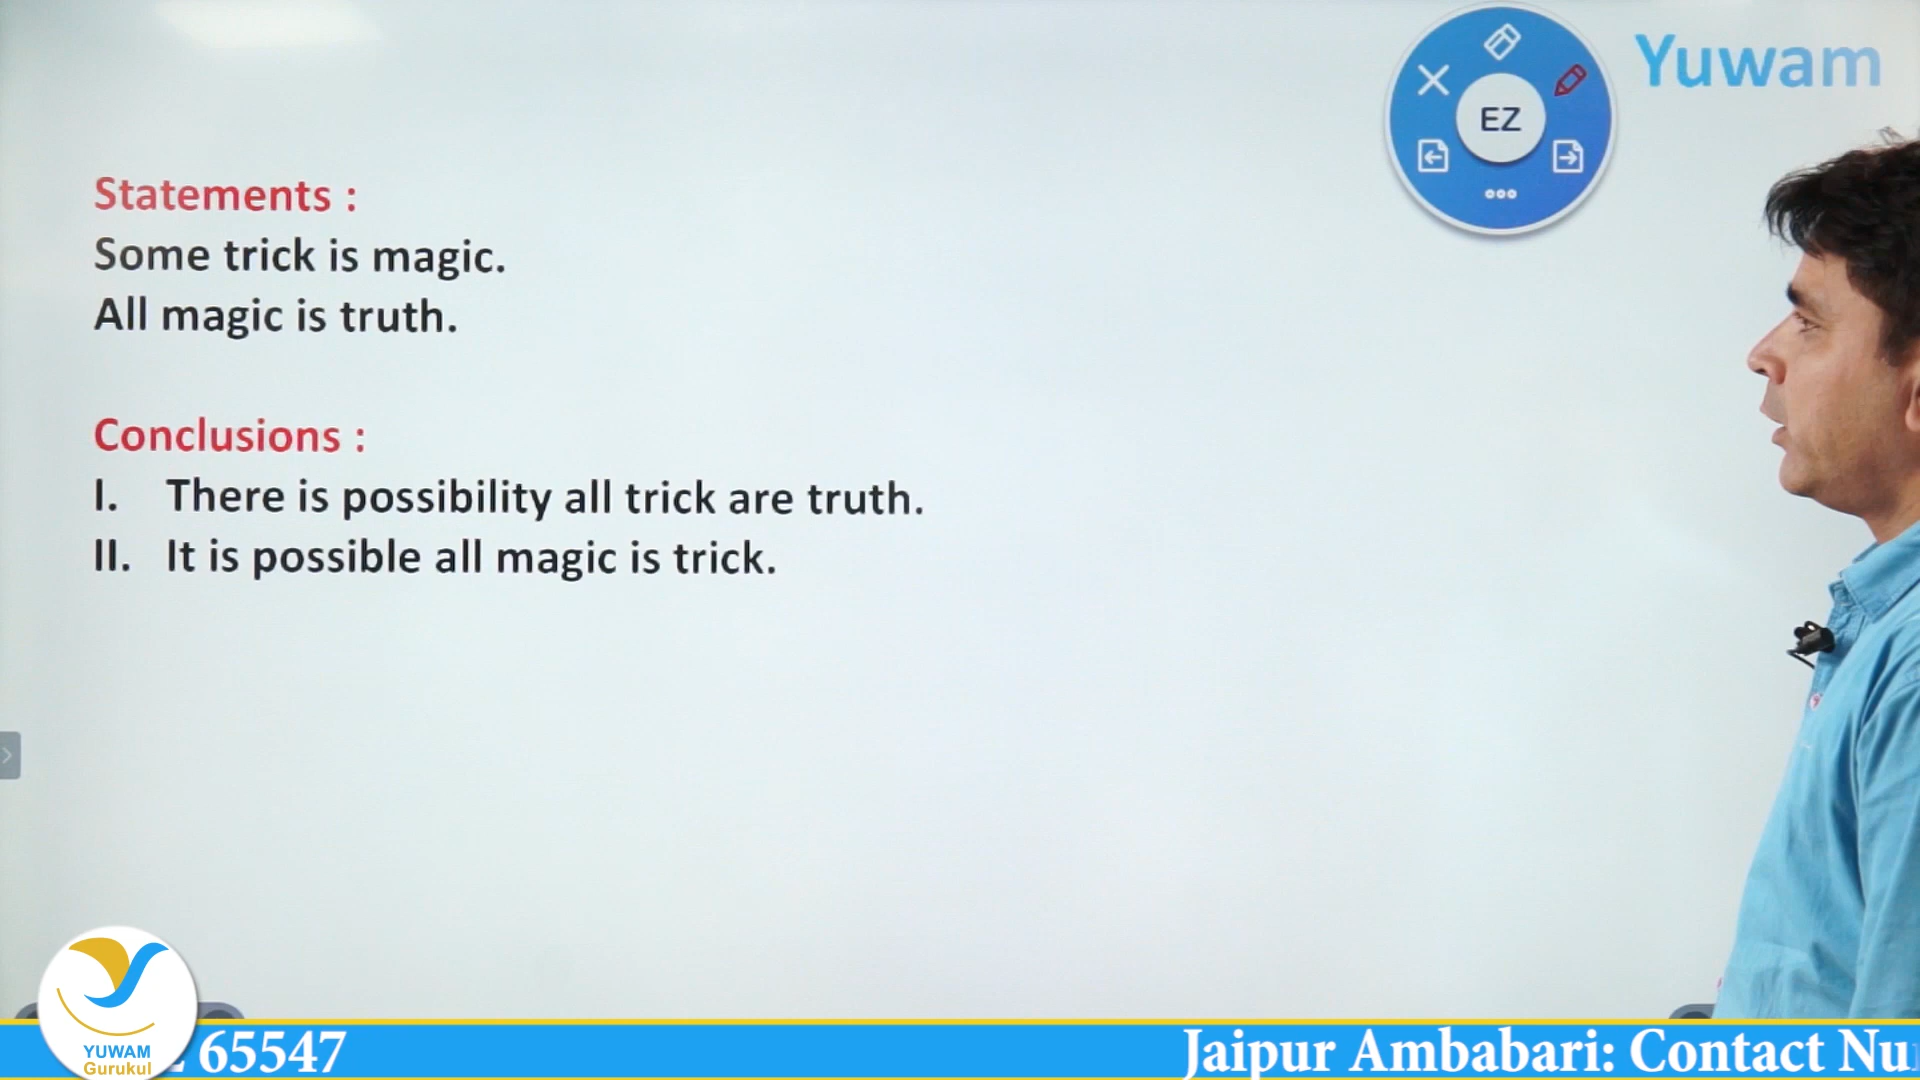 EZ
Yuwam
Statements :
Some trick is magic.
All magic is truth.
Conclusions :
I. There is possibility all trick are truth.
II. It is possible all magic is trick.
YUWAM
Gurukul
65547
Jaipur Ambabari: Contact Nu